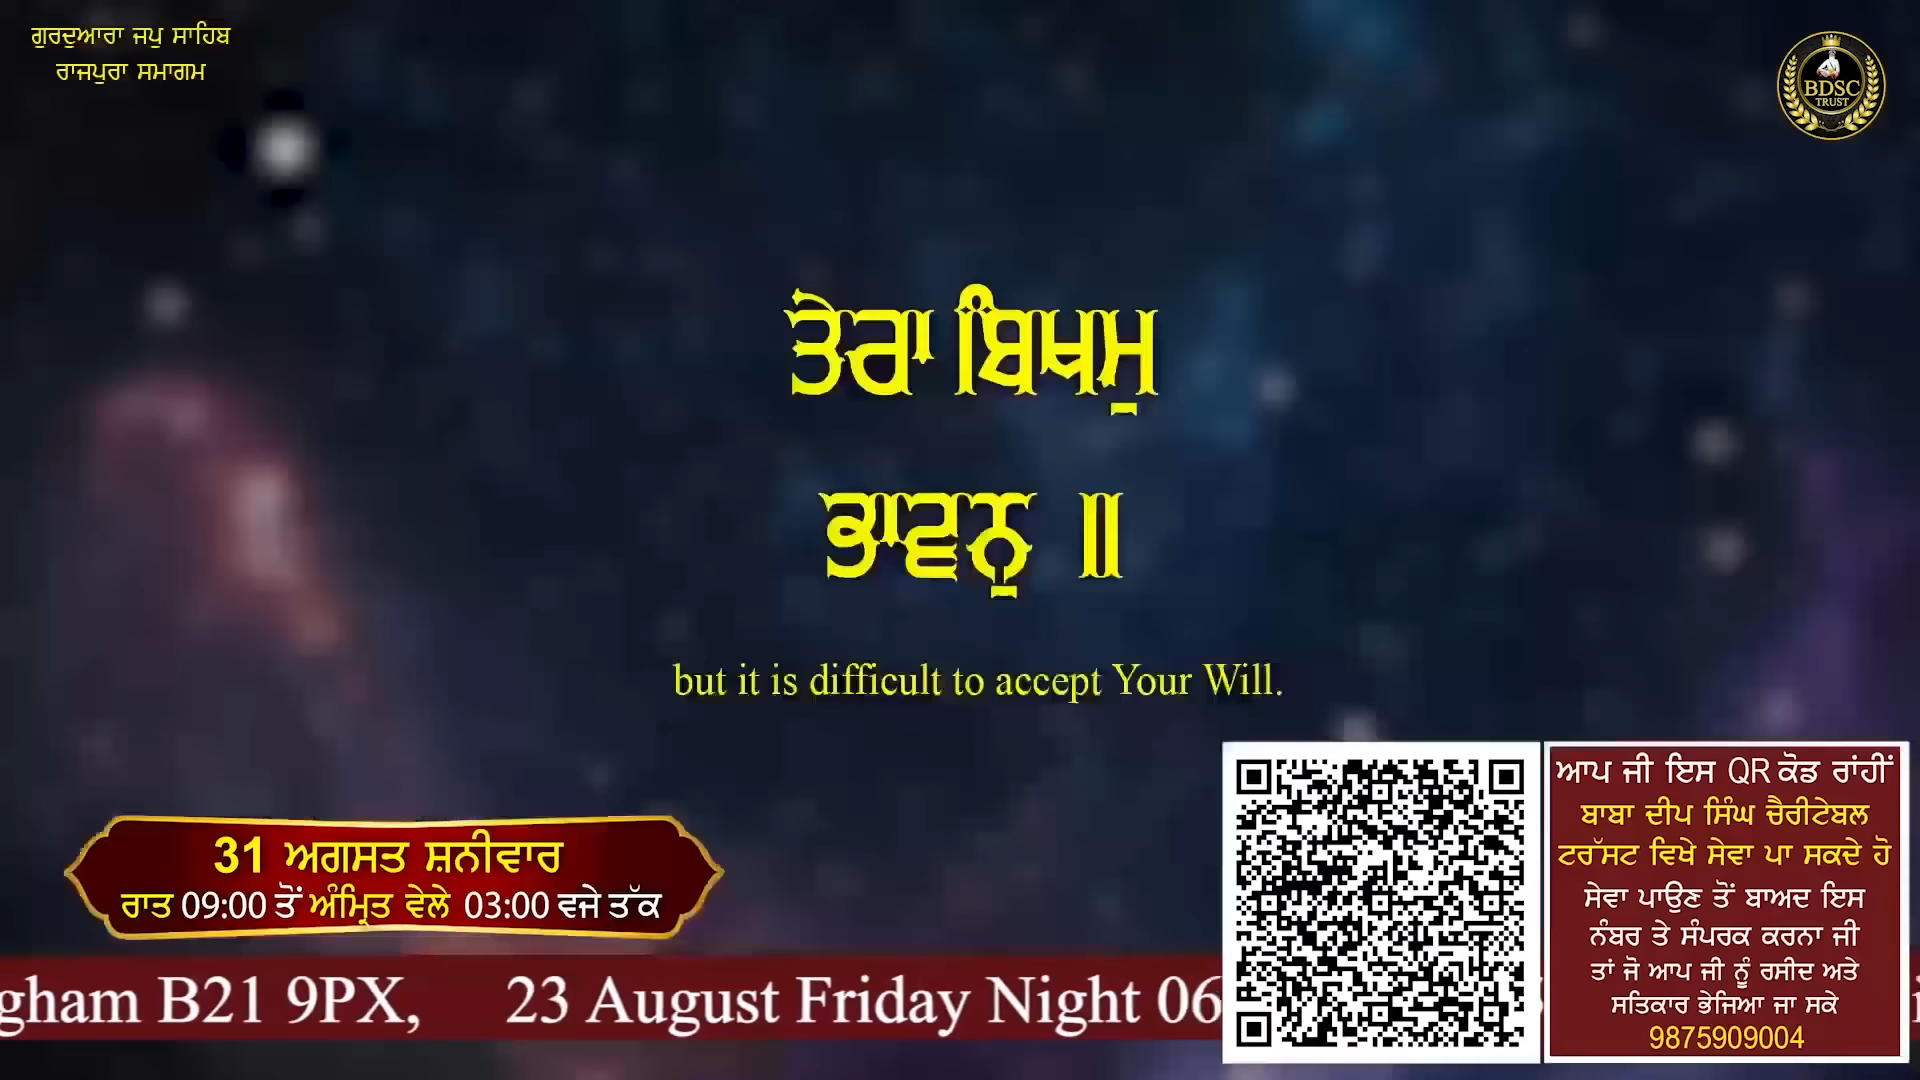 ਗੁਰਦੁਆਰਾ ਜਪੁ ਸਾਹਿਬ
ਰਾਜਪੁਰਾ ਸਮਾਗਮ
BDSC
TRUST
ਤੇਰਾ ਬਿਖਮੁ
ਭਾਵਨੁ ॥
but it is difficult to accept Your Will.
31 ਅਗਸਤ ਸ਼ਨੀਵਾਰ
ਰਾਤ 09:00 ਤੋਂ ਅੰਮ੍ਰਿਤ ਵੇਲੇ 03:00 ਵਜੇ ਤੱਕ
gham B21 9PX, 23 August Friday Night 06
ਆਪ ਜੀ ਇਸ QR ਕੋਡ ਰਾਂਹੀਂ
ਬਾਬਾ ਦੀਪ ਸਿੰਘ ਚੈਰੀਟੇਬਲ
ਟਰੱਸਟ ਵਿਖੇ ਸੇਵਾ ਪਾ ਸਕਦੇ ਹੋ
ਸੇਵਾ ਪਾਉਣ ਤੋਂ ਬਾਅਦ ਇਸ
ਨੰਬਰ ਤੇ ਸੰਪਰਕ ਕਰਨਾ ਜੀ
ਤਾਂ ਜੋ ਆਪ ਜੀ ਨੂੰ ਰਸੀਦ ਅਤੇ
ਸਤਿਕਾਰ ਭੇਜਿਆ ਜਾ ਸਕੇ
9875909004